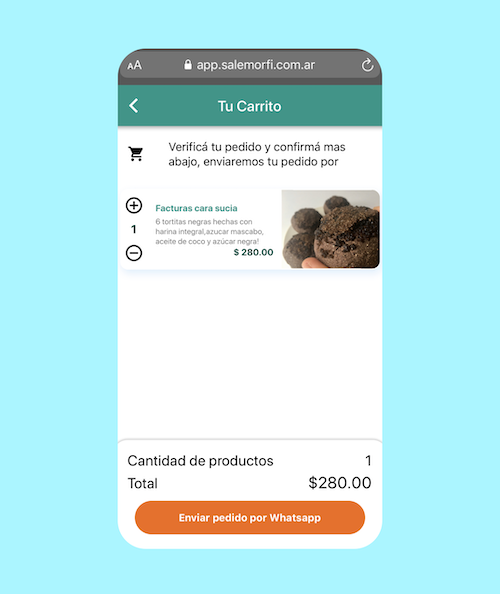 AA app.salemorfi.com.ar
Tu Carrito
Verificá tu pedido y confirmá mas
abajo, enviaremos tu pedido por
Facturas cara sucia
6 tortitas negras hechas con
harina integral,azucar mascabo,
aceite de coco y azúcar negra!
1
$ 280.00
Cantidad de productos 1
Total $280.00
Enviar pedido por Whatsapp